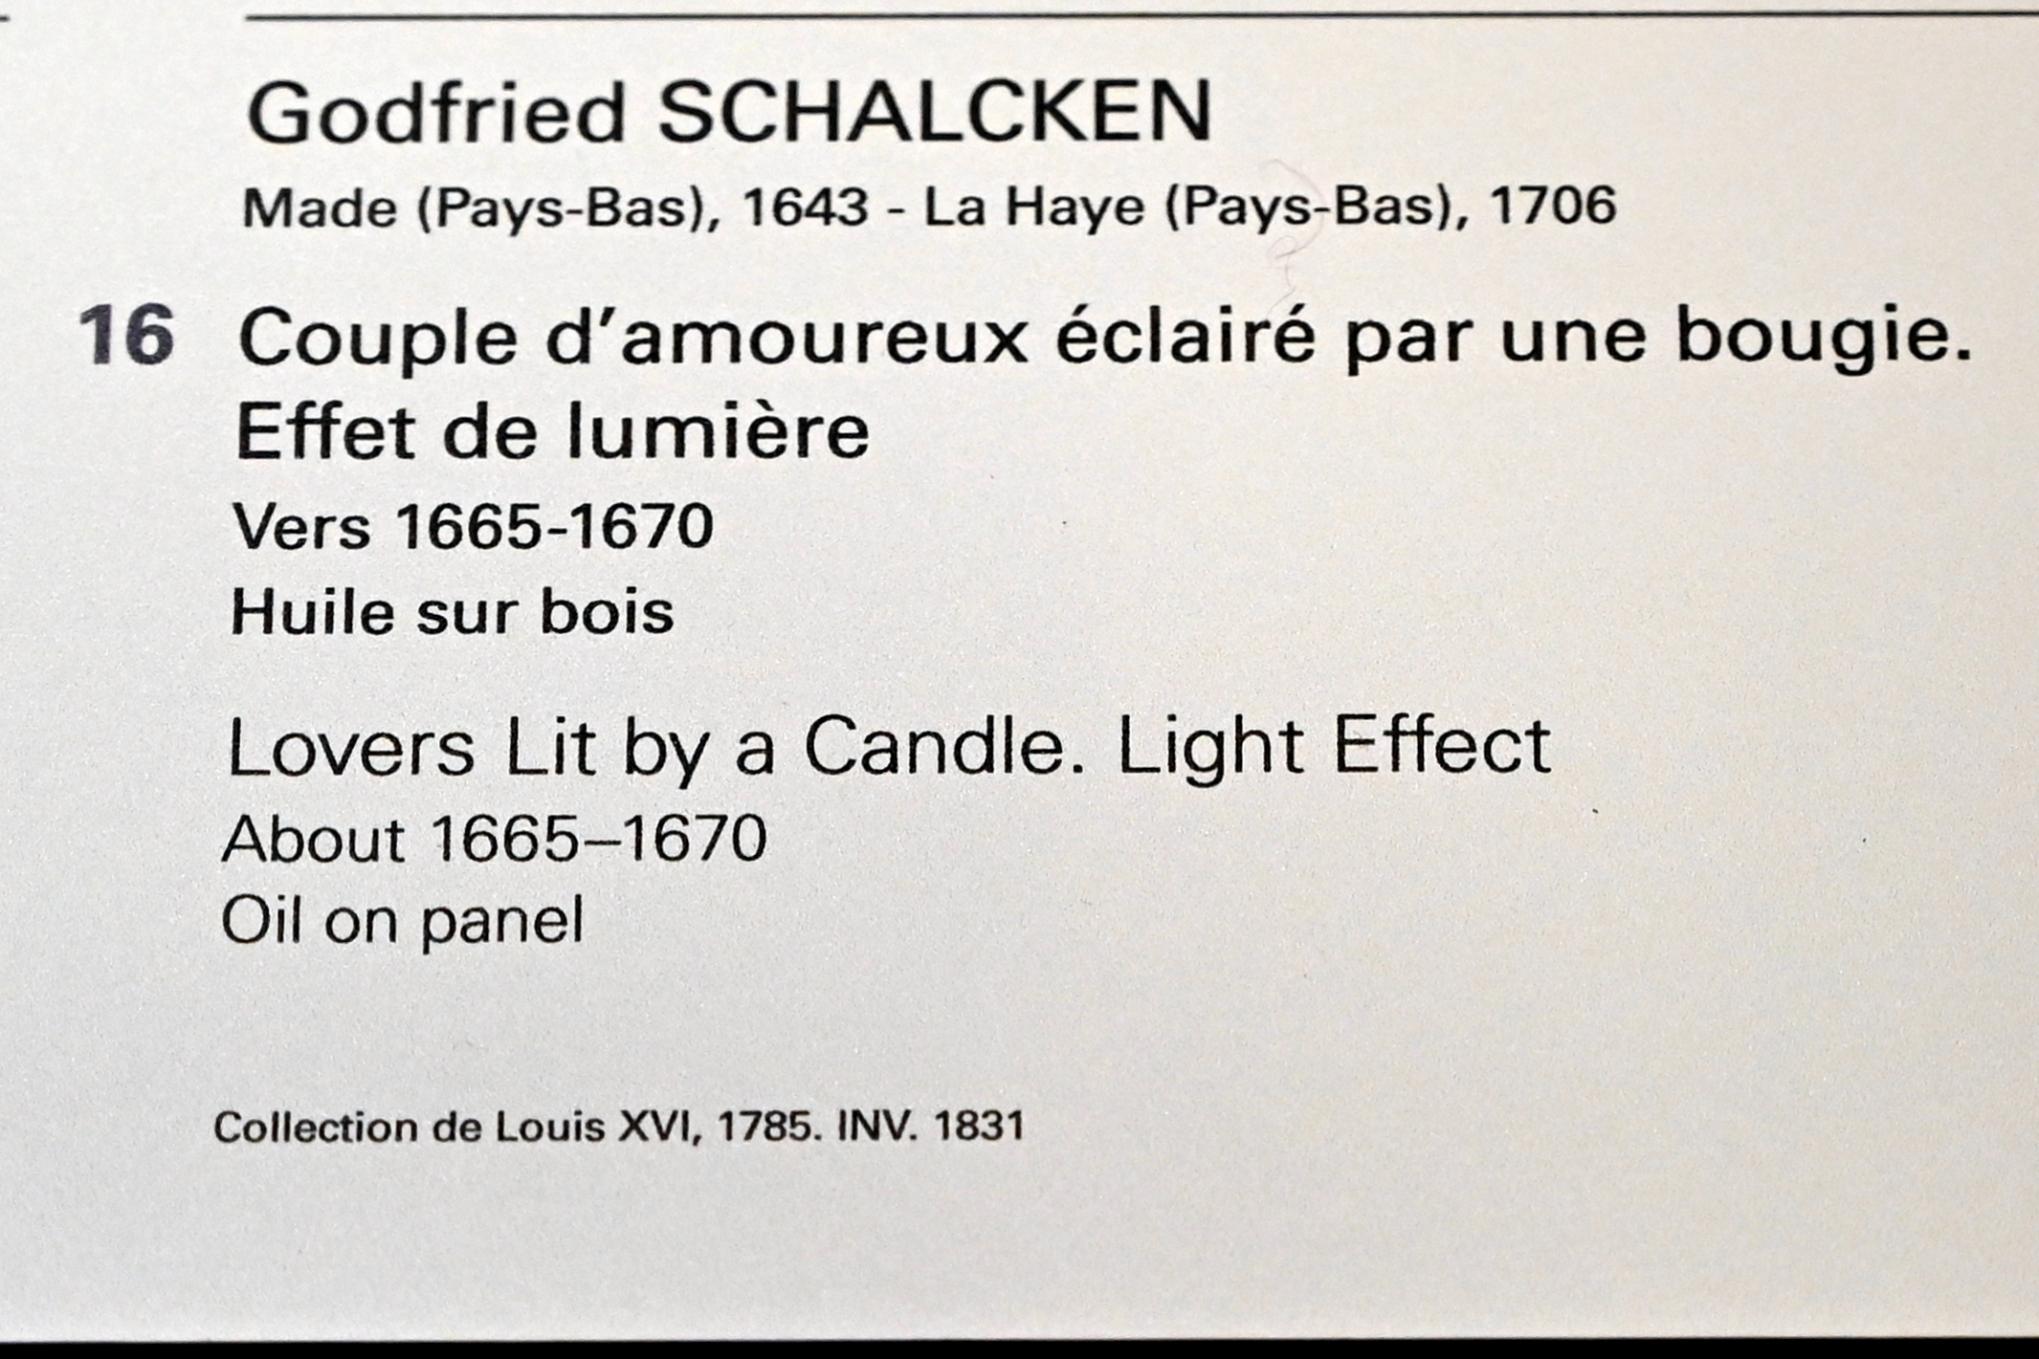 Godfried SCHALCKEN
Made (Pays-Bas), 1643 - La Haye (Pays-Bas), 1706
16 Couple d’amoureux éclairé par une bougie.
Effet de lumière
Vers 1665-1670
Huile sur bois
Lovers Lit by a Candle. Light Effect
About 1665–1670
Oil on panel
Collection de Louis XVI, 1785. INV. 1831